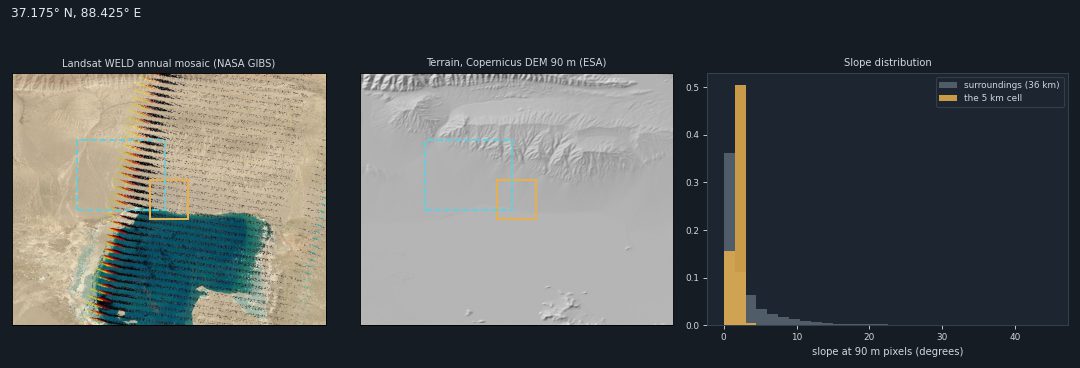 37.175° N, 88.425° E
Landsat WELD annual mosaic (NASA GIBS)
Terrain, Copernicus DEM 90 m (ESA)
Slope distribution
surroundings (36 km)
the 5 km cell
0.5
0.4
0.3
0.2
0.1
0.0
0 10 20 30 40
slope at 90 m pixels (degrees)